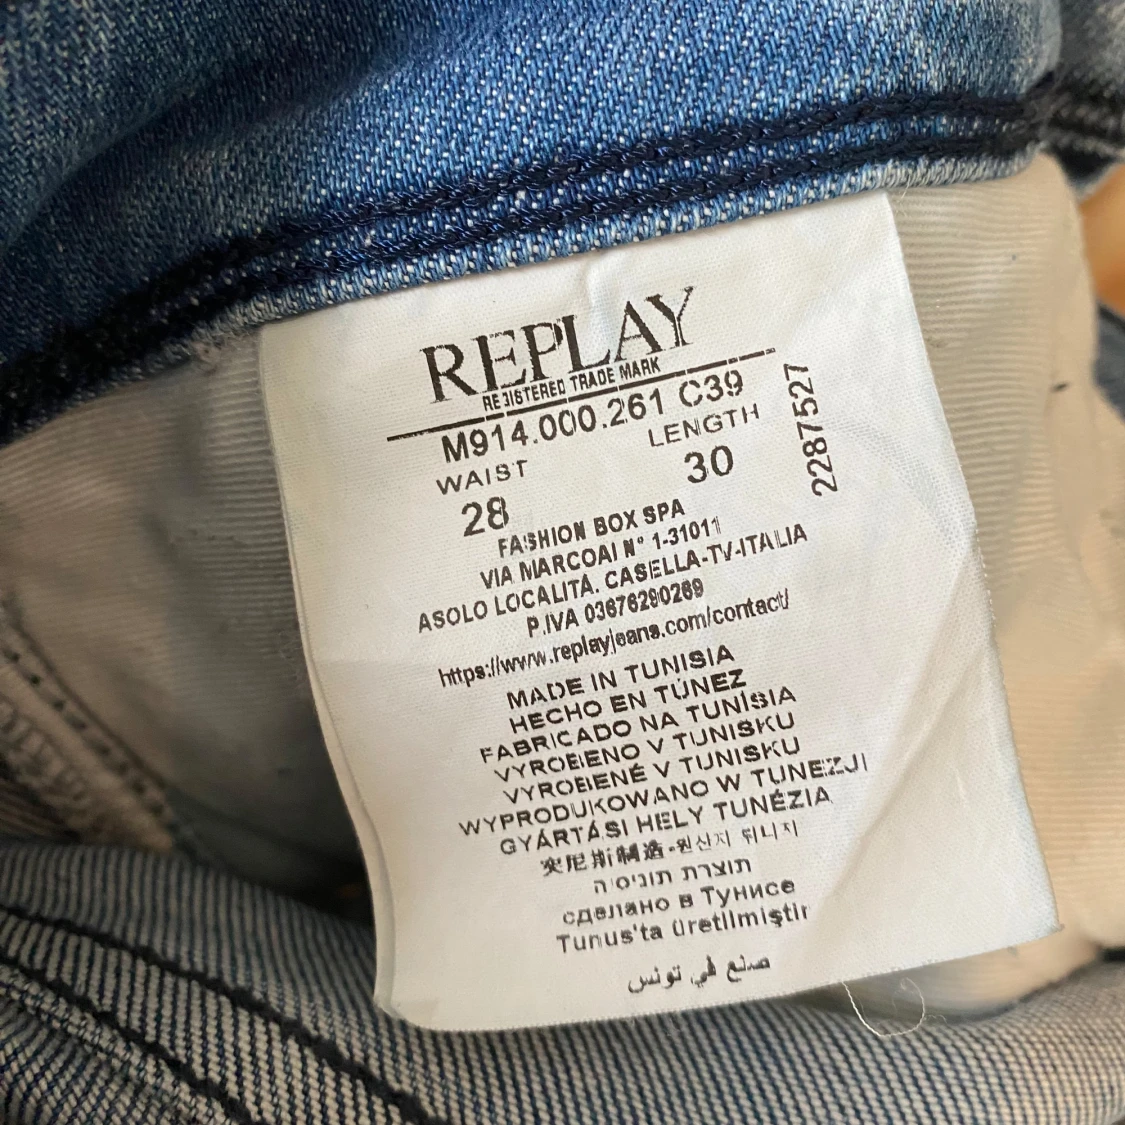 REPLAY
REGISTERED TRADE MARK
M914.000.261 C39
WAIST LENGTH
28 30
2287527
FASHION BOX SPA
VIA MARCOAI N° 1-31011
ASOLO LOCALITÁ. CASELLA-TV-ITALIA
P.IVA 03676290269
https://www.replayjeans.com/contact/
MADE IN TUNISIA
HECHO EN TÚNEZ
FABRICADO NA TUNÍSIA
VYROBENO V TUNISKU
VYROBENÉ V TUNISKU
WYPRODUKOWANO W TUNEZJI
GYÁRTÁSI HELY TUNÉZIA
突尼斯制造-원산지 튀니지
תוצרת תוניסיה
сделано в Тунисе
Tunus'ta üretilmiştir
صنع في تونس